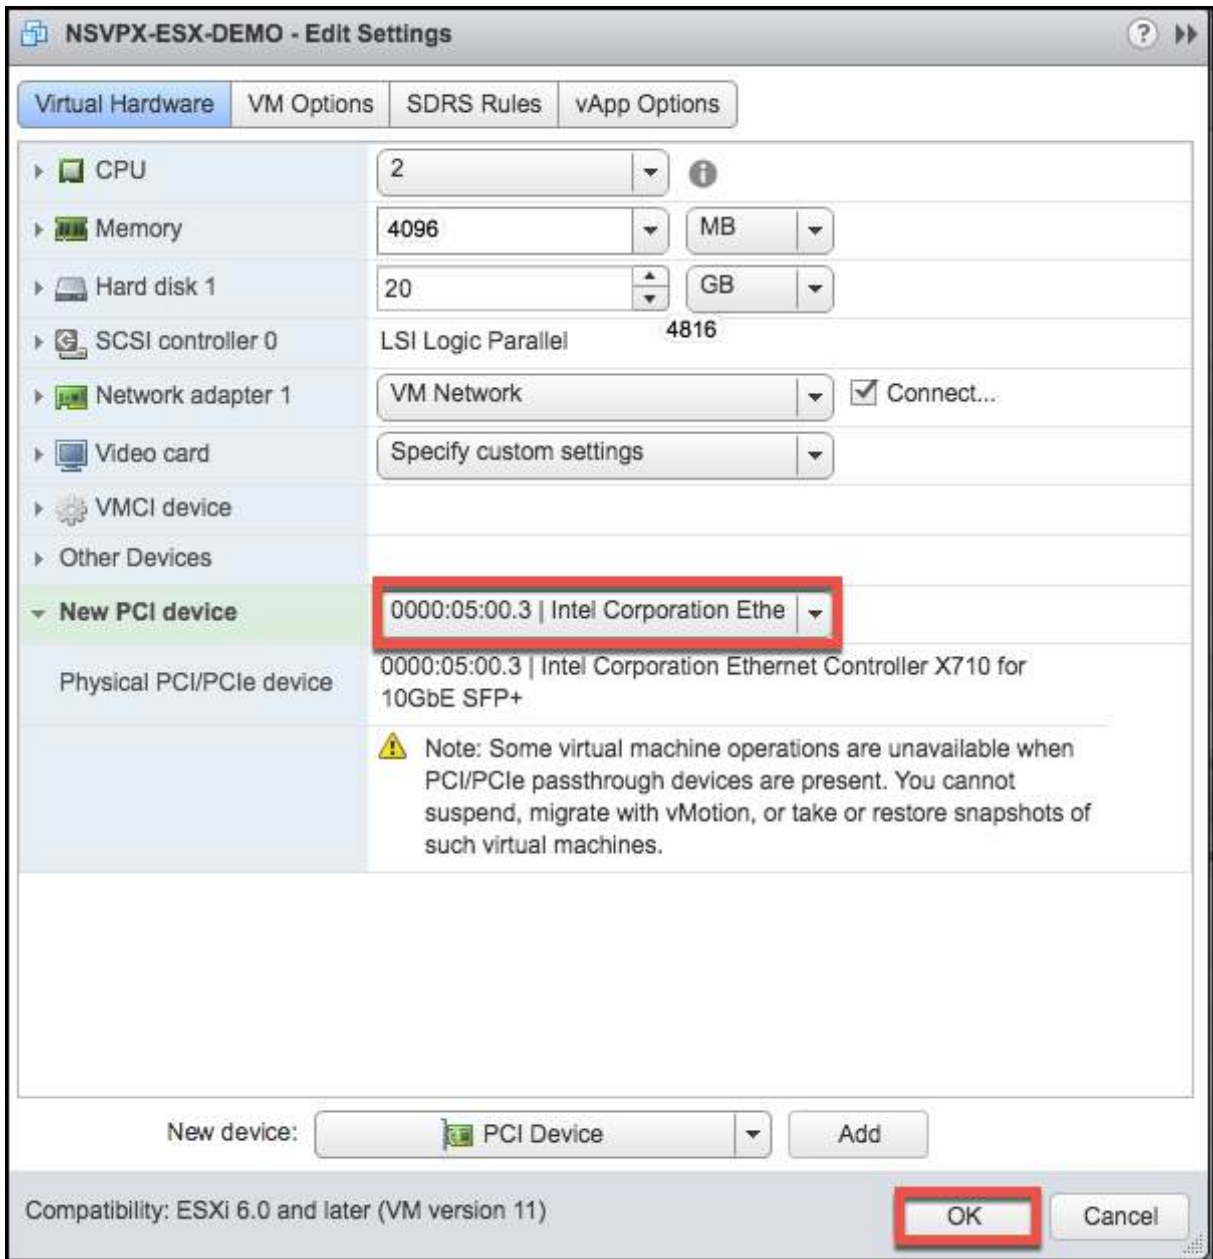 NSVPX-ESX-DEMO - Edit Settings
?
Virtual Hardware VM Options SDRS Rules vApp Options
CPU 2
Memory 4096 MB
Hard disk 1 20 GB
4816
SCSI controller 0 LSI Logic Parallel
Network adapter 1 VM Network Connect...
Video card Specify custom settings
VMCI device
Other Devices
New PCI device 0000:05:00.3 | Intel Corporation Ethe
Physical PCI/PCIe device 0000:05:00.3 | Intel Corporation Ethernet Controller X710 for
10GbE SFP+
Note: Some virtual machine operations are unavailable when
PCI/PCIe passthrough devices are present. You cannot
suspend, migrate with vMotion, or take or restore snapshots of
such virtual machines.
New device: PCI Device Add
Compatibility: ESXi 6.0 and later (VM version 11) OK Cancel